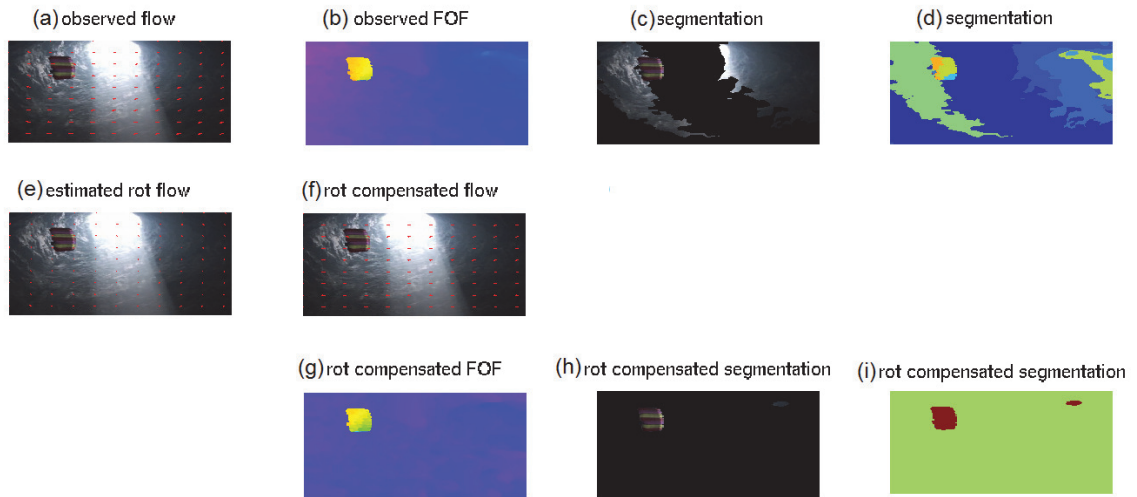 (a) observed flow
(b) observed FOF
(c) segmentation
(d) segmentation
(e) estimated rot flow
(f) rot compensated flow
(g) rot compensated FOF
(h) rot compensated segmentation
(i) rot compensated segmentation